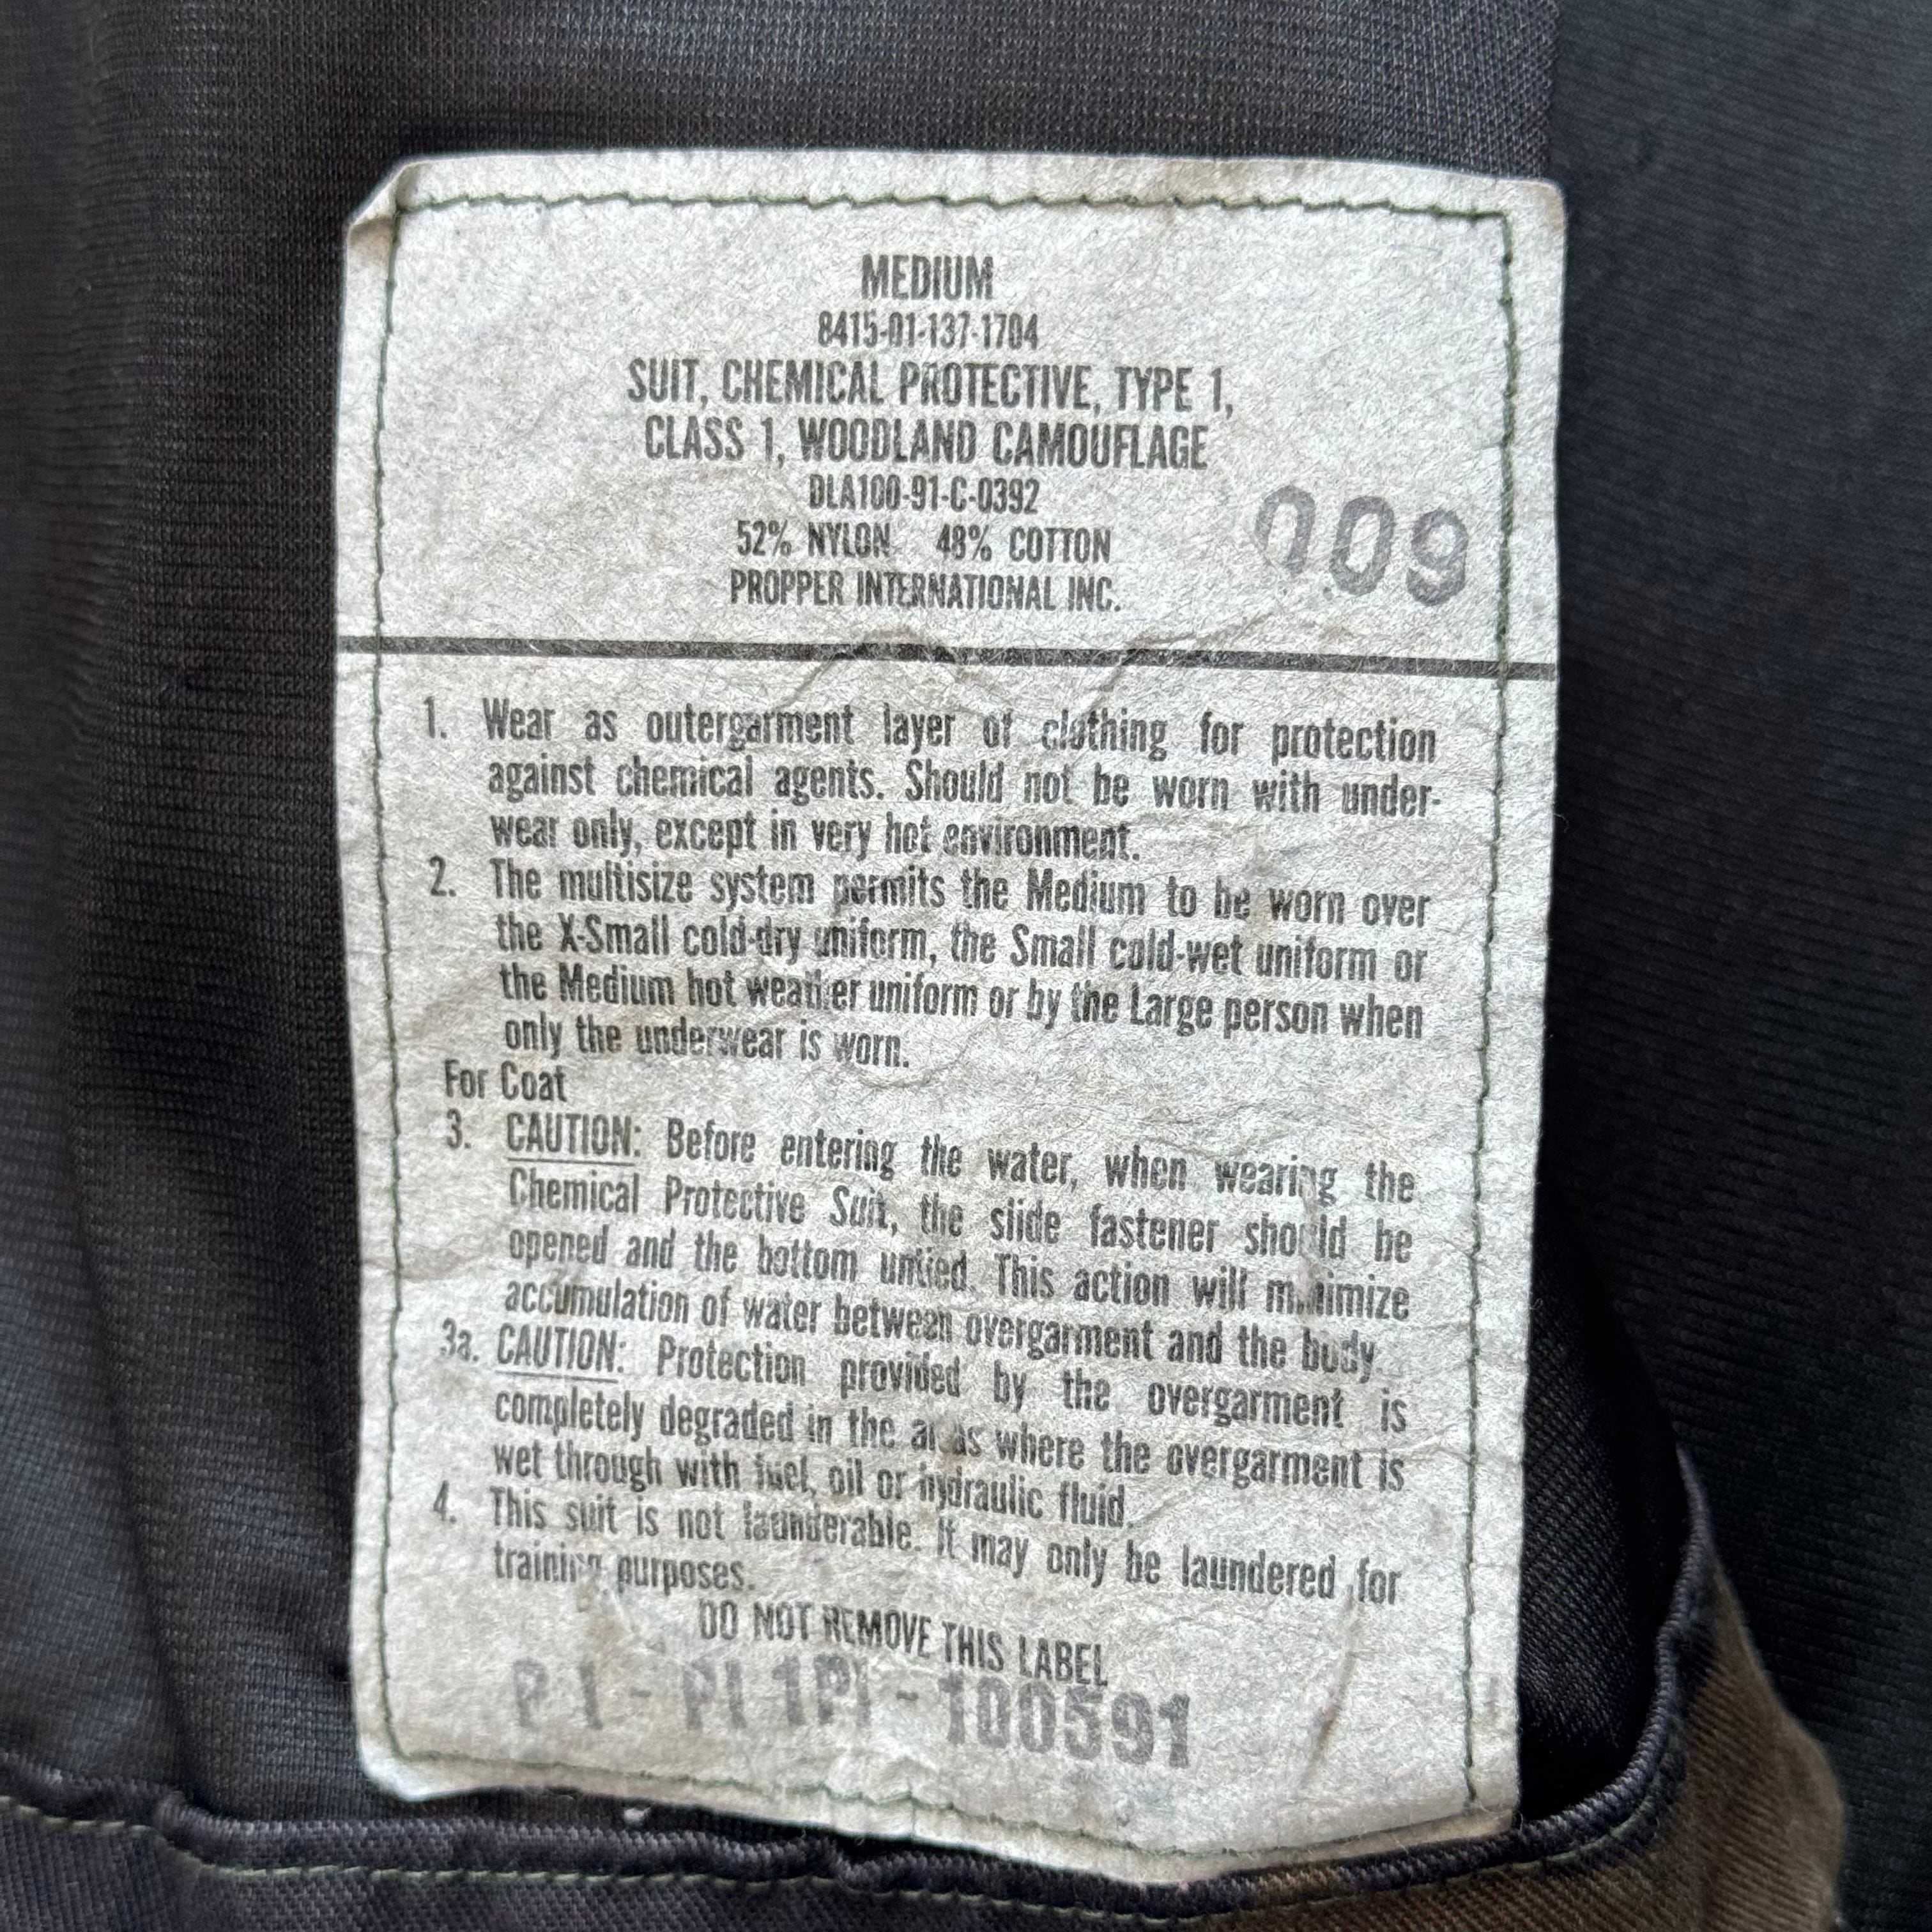 MEDIUM
8415-01-137-1704
SUIT, CHEMICAL PROTECTIVE, TYPE 1,
CLASS 1, WOODLAND CAMOUFLAGE
DLA100-91-C-0392
52% NYLON 48% COTTON
PROPPER INTERNATIONAL INC.
009
1. Wear as outergarment layer of clothing for protection
against chemical agents. Should not be worn with under-
wear only, except in very hot environment.
2. The multisize system permits the Medium to be worn over
the X-Small cold-dry uniform, the Small cold-wet uniform or
the Medium hot weather uniform or by the Large person when
only the underwear is worn.
For Coat
3. CAUTION: Before entering the water, when wearing the
Chemical Protective Suit, the slide fastener should be
opened and the bottom untied. This action will minimize
accumulation of water between overgarment and the body.
3a. CAUTION: Protection provided by the overgarment is
completely degraded in the areas where the overgarment is
wet through with fuel, oil or hydraulic fluid.
4. This suit is not launderable. It may only be laundered for
training purposes.
DO NOT REMOVE THIS LABEL
100591